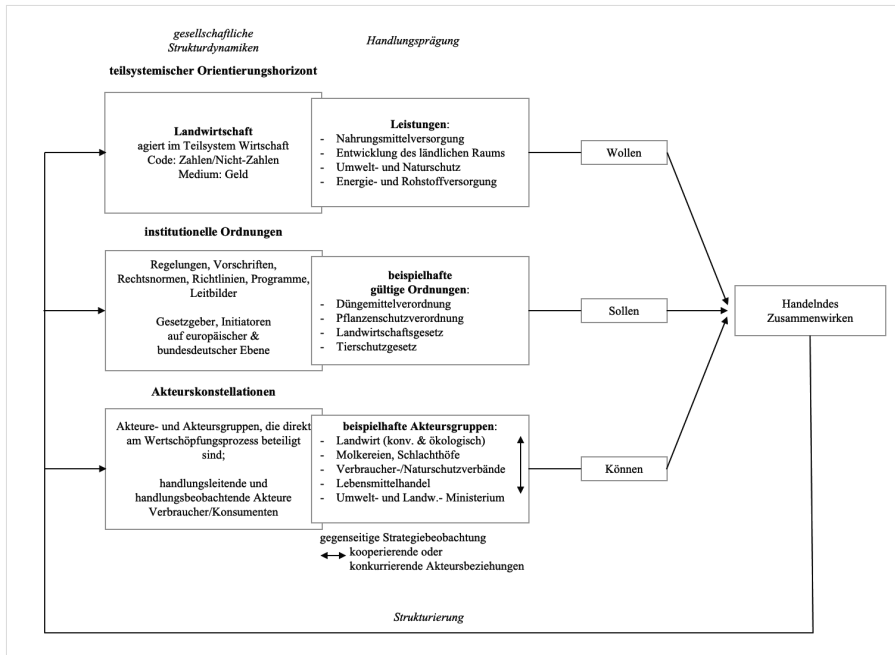 gesellschaftliche
Strukturdynamiken
Handlungsprägung
teilsystemischer Orientierungshorizont
Landwirtschaft
agiert im Teilsystem Wirtschaft
Code: Zahlen/Nicht-Zahlen
Medium: Geld
Leistungen:
- Nahrungsmittelversorgung
- Entwicklung des ländlichen Raums
- Umwelt- und Naturschutz
- Energie- und Rohstoffversorgung
Wollen
institutionelle Ordnungen
Regelungen, Vorschriften,
Rechtsnormen, Richtlinien, Programme,
Leitbilder
Gesetzgeber, Initiatoren
auf europäischer &
bundesdeutscher Ebene
beispielhafte
gültige Ordnungen:
- Düngemittelverordnung
- Pflanzenschutzverordnung
- Landwirtschaftsgesetz
- Tierschutzgesetz
Sollen
Handelndes
Zusammenwirken
Akteurskonstellationen
Akteure- und Akteursgruppen, die direkt
am Wertschöpfungsprozess beteiligt
sind;
handlungsleitende und
handlungsbeobachtende Akteure
Verbraucher/Konsumenten
beispielhafte Akteursgruppen:
- Landwirt (konv. & ökologisch)
- Molkereien, Schlachthöfe
- Verbraucher-/Naturschutzverbände
- Lebensmittelhandel
- Umwelt- und Landw.- Ministerium
Können
gegenseitige Strategiebeobachtung
kooperierende oder
konkurrierende Akteursbeziehungen
Strukturierung